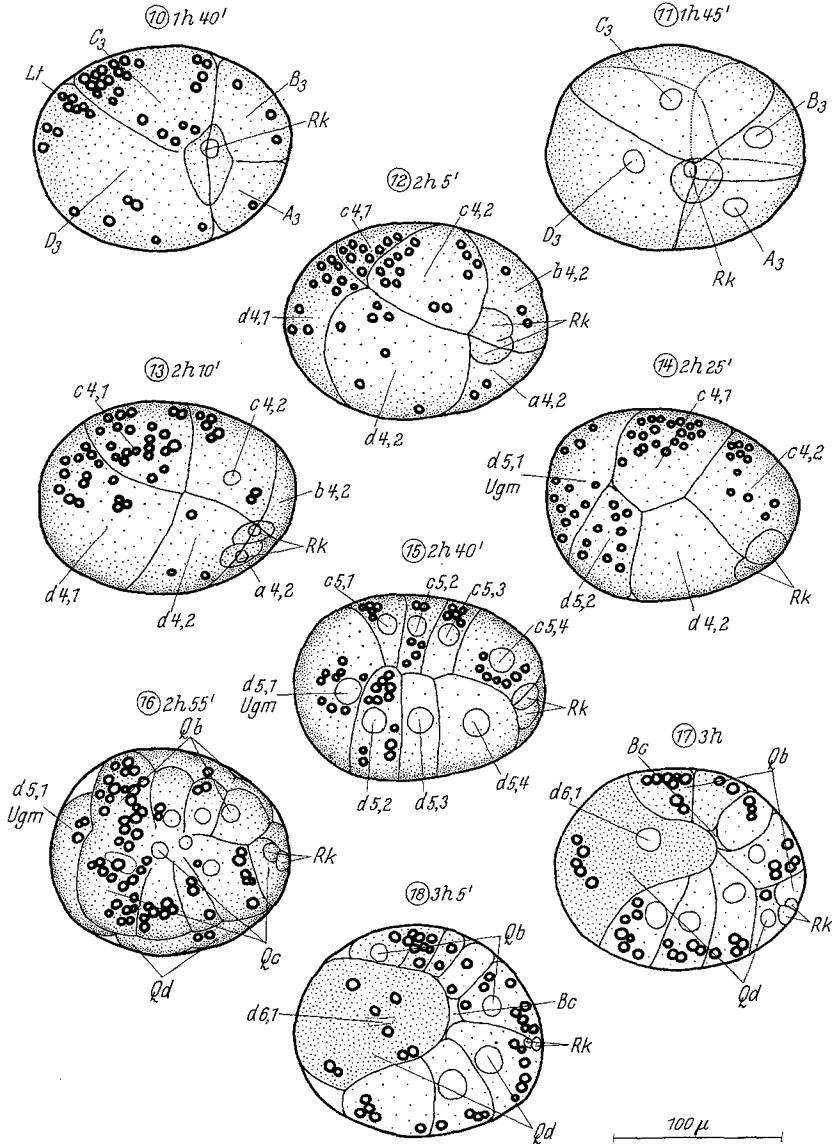 ⑩ 1h 40'
C3
Lt
B3
Rk
D3
A3
⑪ 1h 45'
C3
B3
D3
Rk
A3
⑫ 2h 5'
c4,1
c4,2
b4,2
d4,1
Rk
d4,2
a4,2
⑬ 2h 10'
c4,1
c4,2
b4,2
Rk
d4,1
d4,2
a4,2
⑭ 2h 25'
c4,1
c4,2
d5,1
Ugm
d5,2
d4,2
Rk
⑮ 2h 40'
c5,1
c5,2
c5,3
c5,4
d5,1
Ugm
Rk
d5,2
d5,3
d5,4
⑯ 2h 55'
Qb
d5,1
Ugm
Rk
Qc
Qd
⑰ 3h
Bc
Qb
d6,1
Rk
Qd
⑱ 3h 5'
Qb
d6,1
Bc
Rk
Qd
100 µ